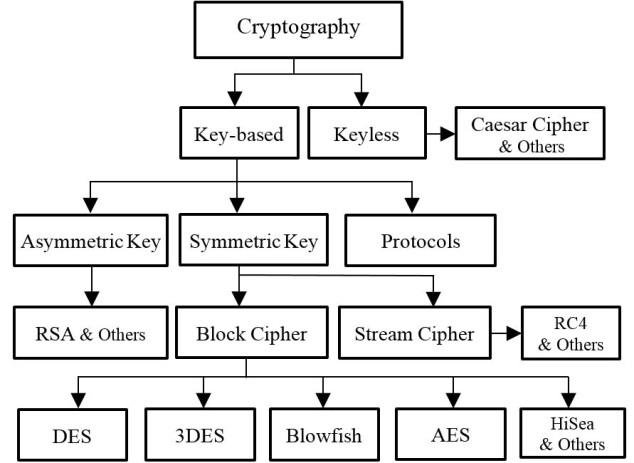 Cryptography
Key-based
Keyless
Caesar Cipher
& Others
Asymmetric Key
Symmetric Key
Protocols
RSA & Others
Block Cipher
Stream Cipher
RC4
& Others
DES
3DES
Blowfish
AES
HiSea
& Others